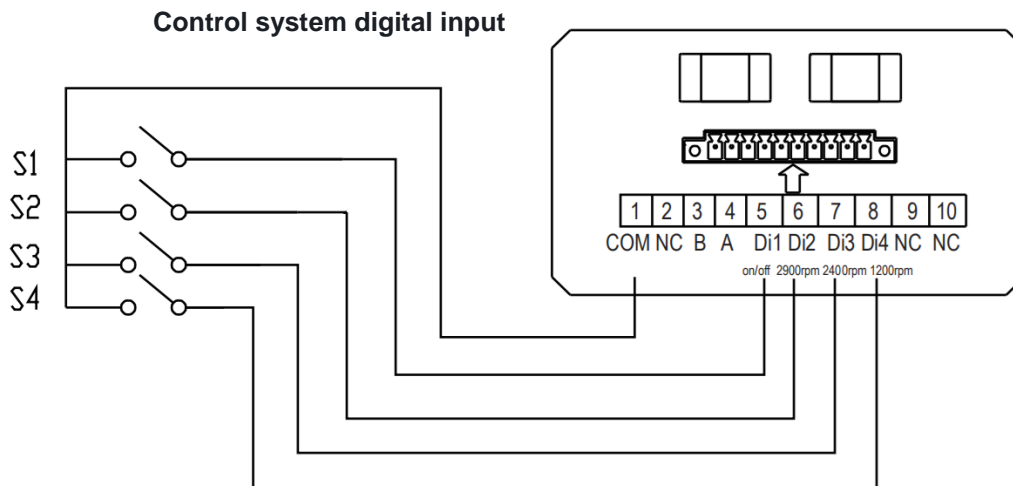 Control system digital input
S1
S2
S3
S4
1 2 3 4 5 6 7 8 9 10
COM NC B A Di1 Di2 Di3 Di4 NC NC
on/off 2900rpm 2400rpm 1200rpm